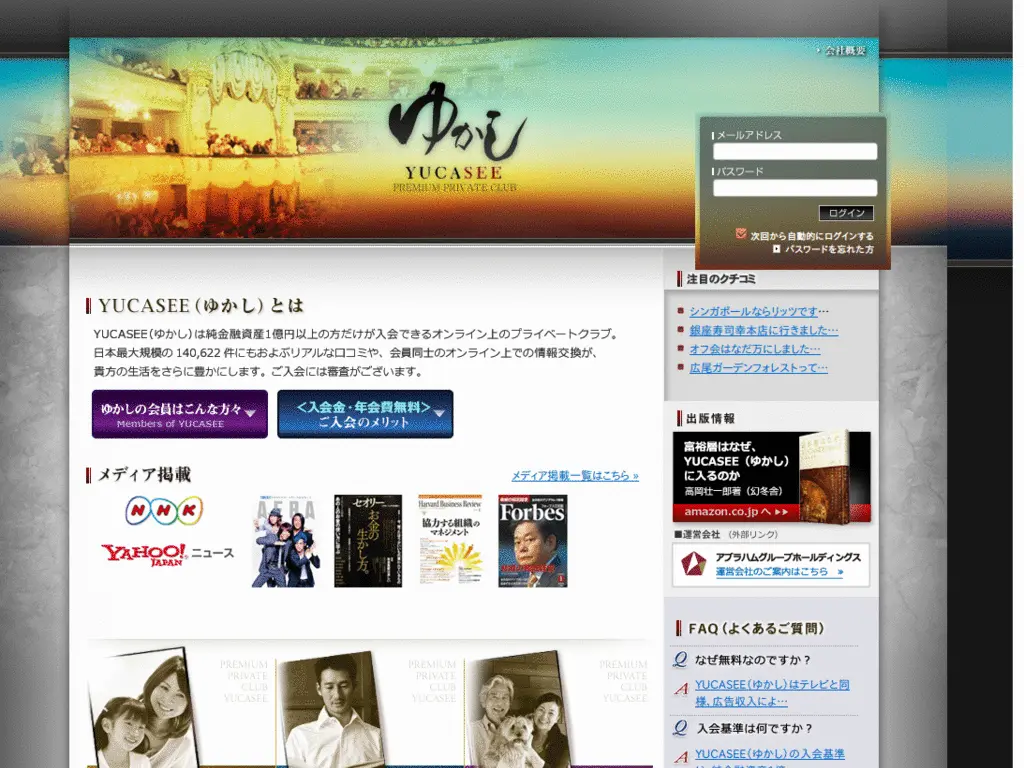 会社概要
ゆかし
YUCASEE
PREMIUM PRIVATE CLUB
メールアドレス
パスワード
ログイン
次回から自動的にログインする
パスワードを忘れた方
YUCASEE（ゆかし）とは
YUCASEE（ゆかし）は純金融資産1億円以上の方だけが入会できるオンライン上のプライベートクラブ。
日本最大規模の 140,622 件にもおよぶリアルな口コミや、会員同士のオンライン上での情報交換が、
貴方の生活をさらに豊かにします。ご入会には審査がございます。
ゆかしの会員はこんな方々
Members of YUCASEE
＜入会金・年会費無料＞
ご入会のメリット
メディア掲載
メディア掲載一覧はこちら »
NHK
YAHOO! ニュース
JAPAN
AERA
セオリー
お金の生かし方。
Harvard Business Review
協力する組織の
マネジメント
Forbes
PREMIUM
PRIVATE
CLUB
YUCASEE
PREMIUM
PRIVATE
CLUB
YUCASEE
PREMIUM
PRIVATE
CLUB
YUCASEE
注目のクチコミ
シンガポールならリッツです…
銀座寿司幸本店に行きました…
オフ会はなだ万にしました…
広尾ガーデンフォレストって…
出版情報
富裕層はなぜ、
YUCASEE（ゆかし）
に入るのか
高岡壮一郎著（幻冬舎）
amazon.co.jp へ ▶▶
■運営会社 （外部リンク）
アブラハムグループホールディングス
運営会社のご案内はこちら »
FAQ（よくあるご質問）
Q なぜ無料なのですか？
A YUCASEE（ゆかし）はテレビと同
様、広告収入によ…
Q 入会基準は何ですか？
A YUCASEE（ゆかし）の入会基準